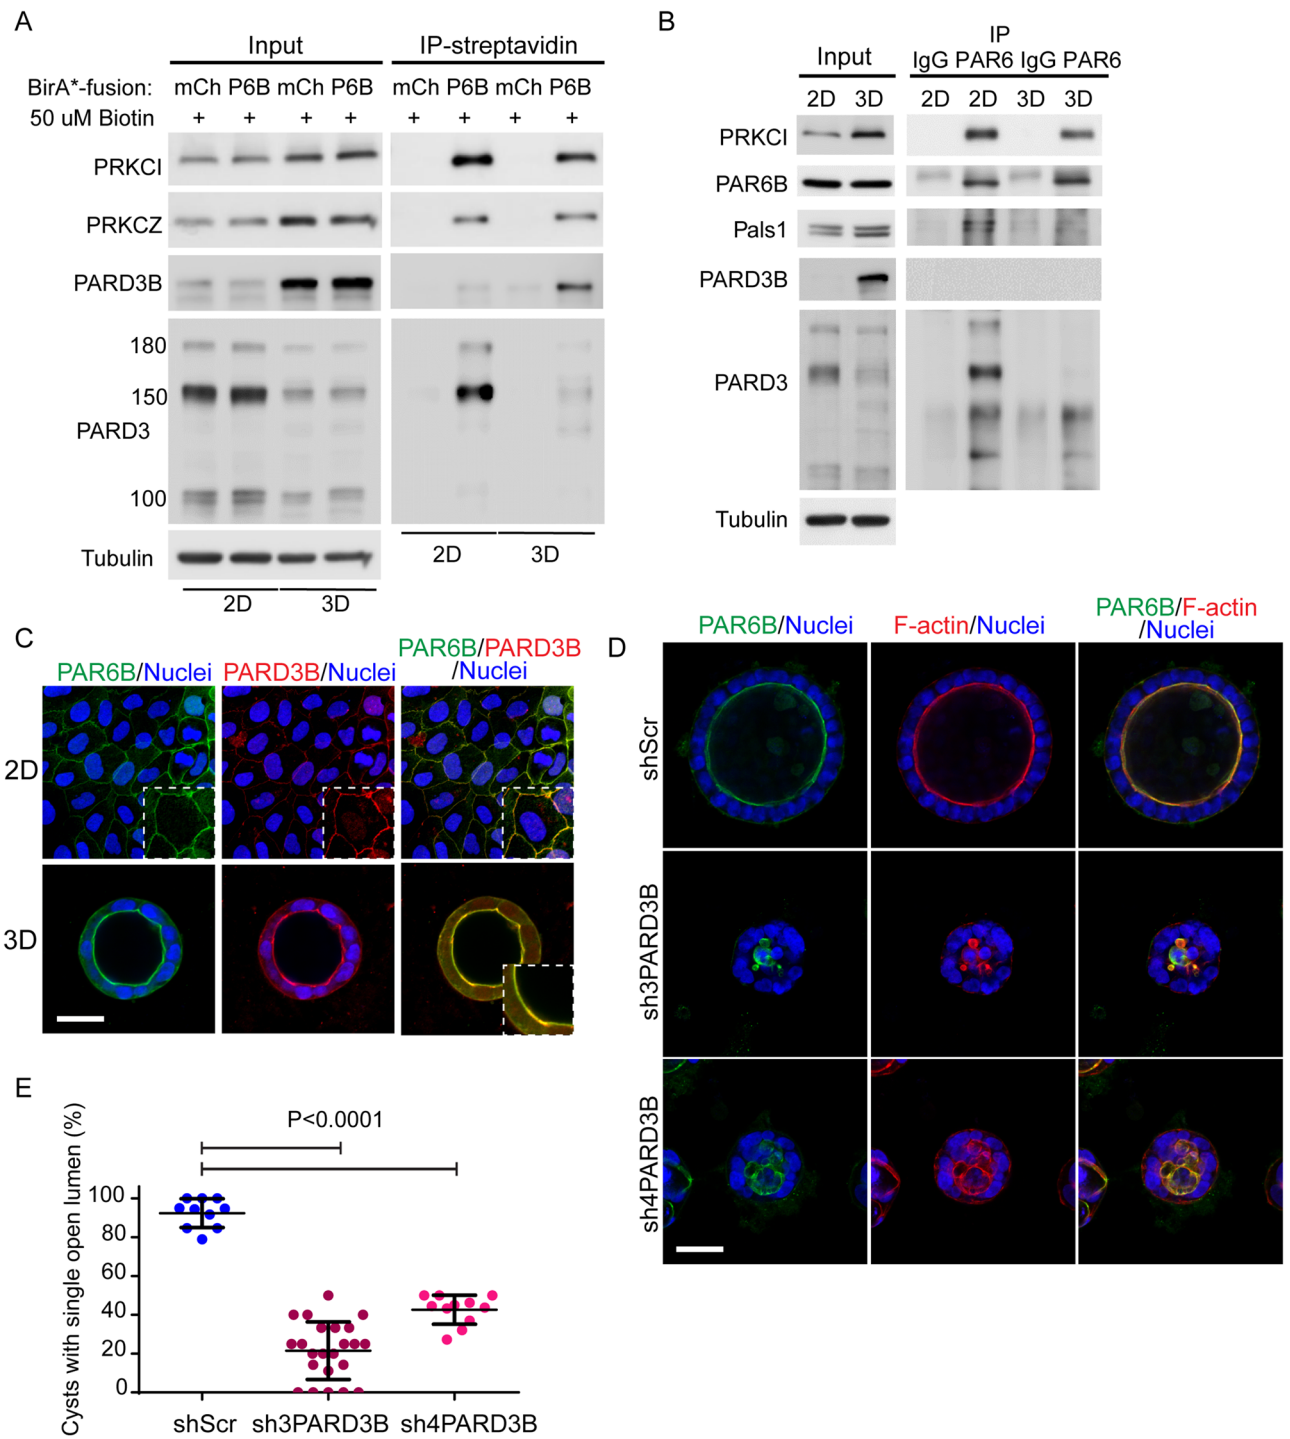 A
Input
IP-streptavidin
BirA*-fusion:
mCh P6B mCh P6B
mCh P6B mCh P6B
50 uM Biotin
+ + + +
+ + + +
PRKCI
PRKCZ
PARD3B
180
150
PARD3
100
Tubulin
2D 3D
2D 3D
B
Input
IP
IgG PAR6 IgG PAR6
2D 3D
2D 2D 3D 3D
PRKCI
PAR6B
Pals1
PARD3B
PARD3
Tubulin
C
PAR6B/Nuclei
PARD3B/Nuclei
PAR6B/PARD3B
/Nuclei
2D
3D
D
PAR6B/Nuclei
F-actin/Nuclei
PAR6B/F-actin
/Nuclei
shScr
sh3PARD3B
sh4PARD3B
E
P<0.0001
Cysts with single open lumen (%)
100
80
60
40
20
0
shScr sh3PARD3B sh4PARD3B